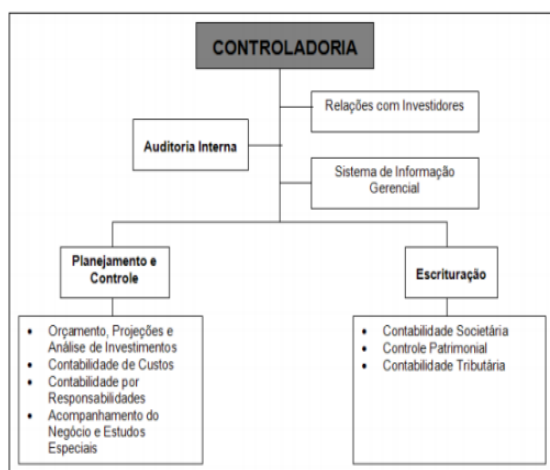 CONTROLADORIA
Relações com Investidores
Auditoria Interna
Sistema de Informação
Gerencial
Planejamento e
Controle
Escrituração
• Orçamento, Projeções e
Análise de Investimentos
• Contabilidade de Custos
• Contabilidade por
Responsabilidades
• Acompanhamento do
Negócio e Estudos
Especiais
• Contabilidade Societária
• Controle Patrimonial
• Contabilidade Tributária